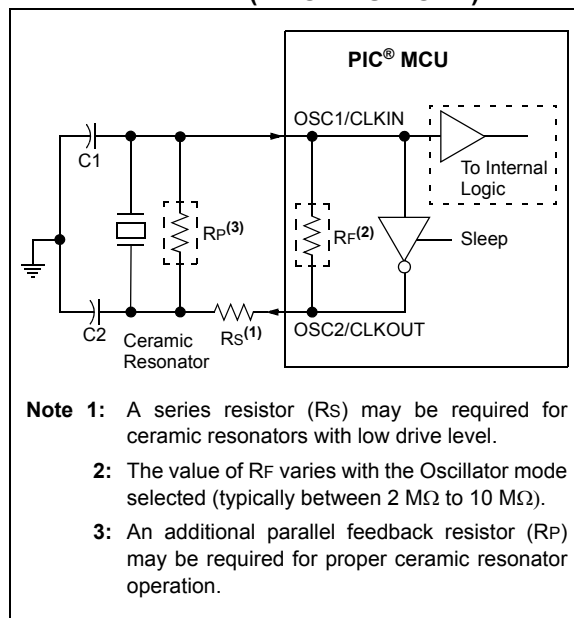 PIC® MCU
OSC1/CLKIN
C1
To Internal
Logic
RP(3)
RF(2)
Sleep
C2
Ceramic
Resonator
RS(1)
OSC2/CLKOUT
Note 1: A series resistor (RS) may be required for
ceramic resonators with low drive level.
2: The value of RF varies with the Oscillator mode
selected (typically between 2 MΩ to 10 MΩ).
3: An additional parallel feedback resistor (RP)
may be required for proper ceramic resonator
operation.